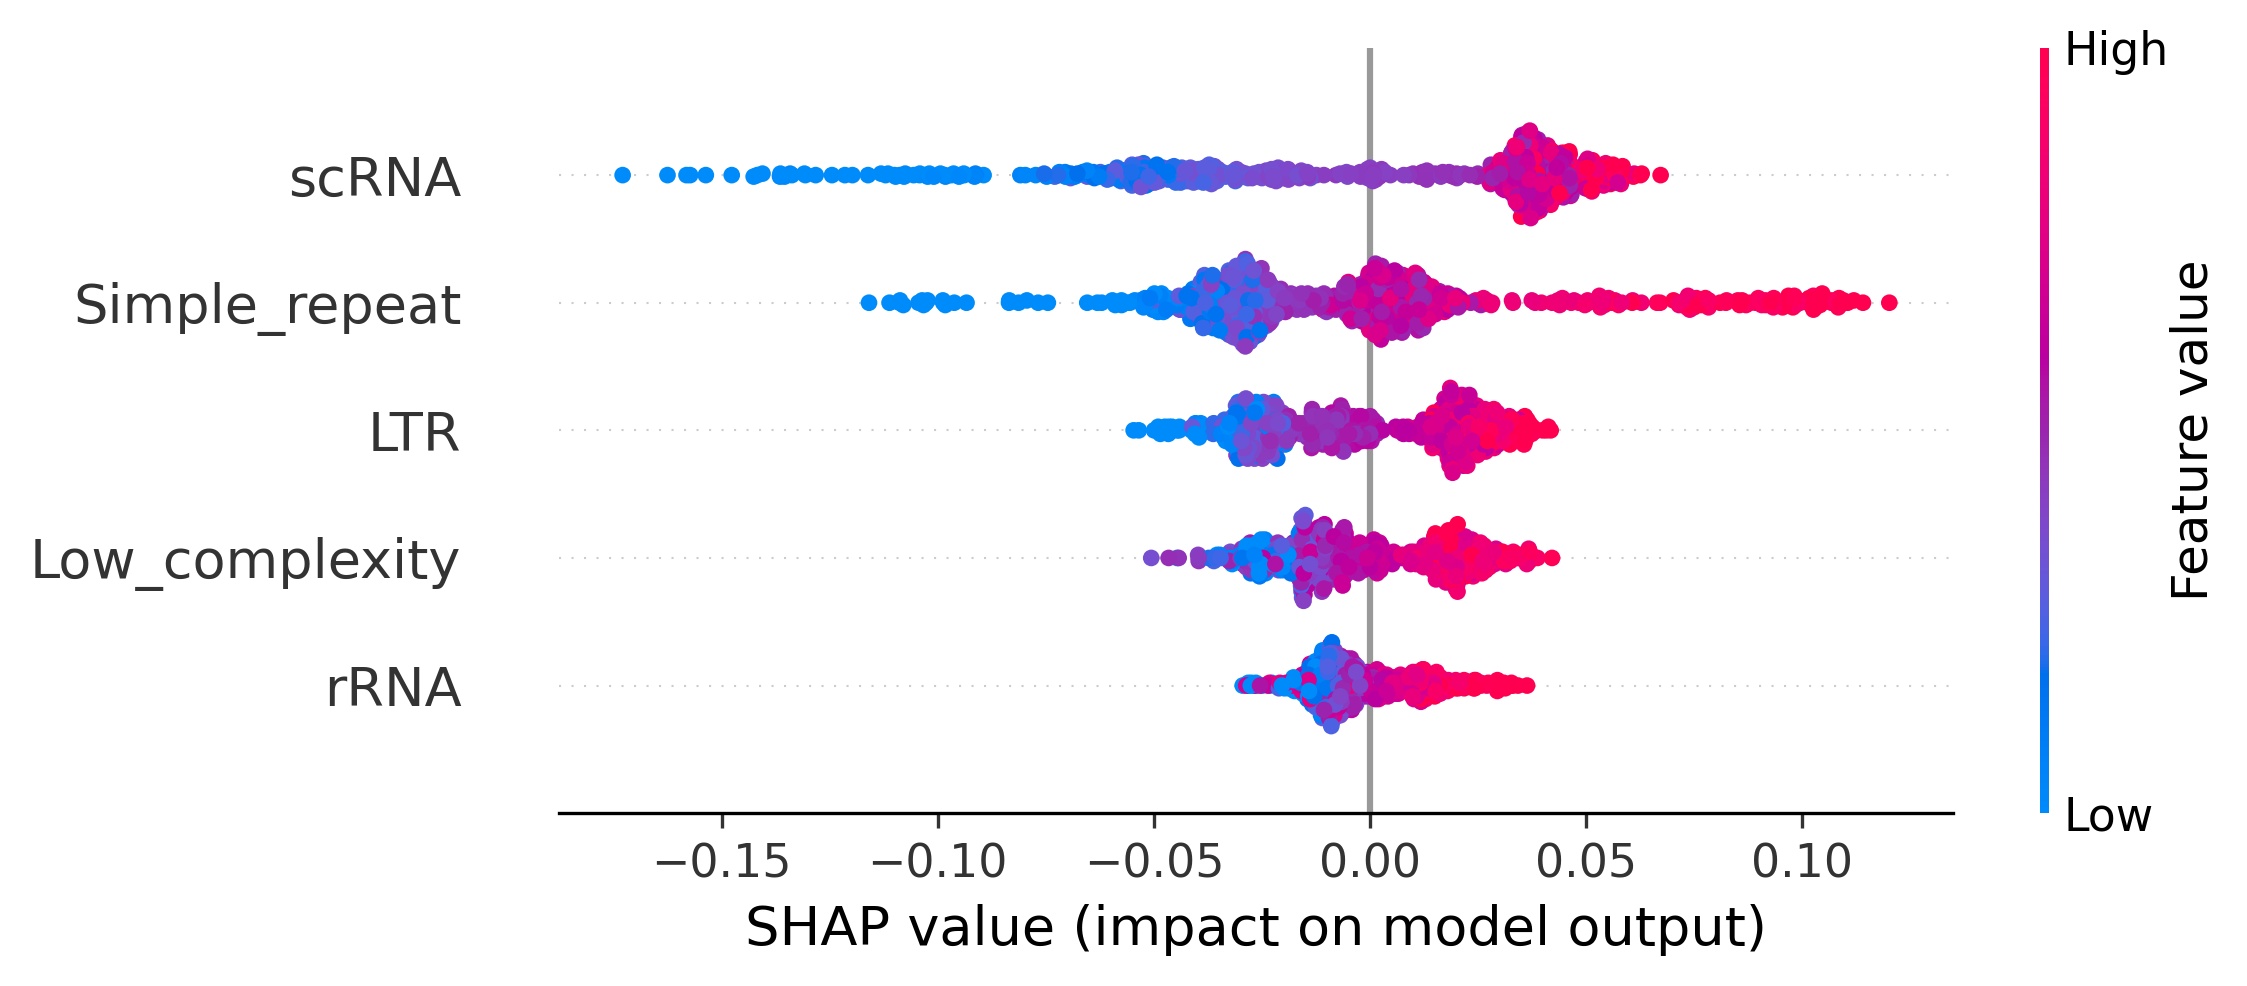 High
scRNA
Simple_repeat
LTR
Low_complexity
rRNA
Feature value
Low
−0.15 −0.10 −0.05 0.00 0.05 0.10
SHAP value (impact on model output)